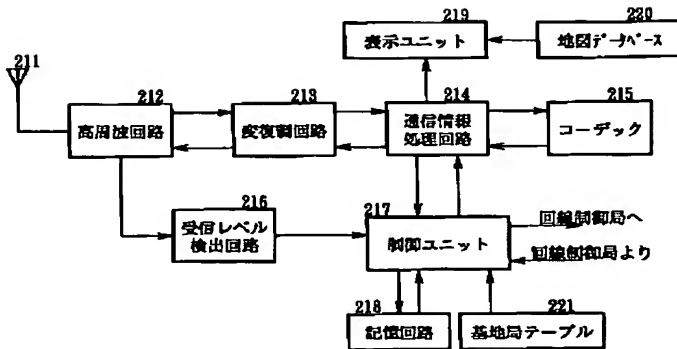 219
220
表示ユニット
地図データベース
211
212
213
214
215
高周波回路
変復調回路
通信情報
処理回路
コーデック
216
217
受信レベル
検出回路
制御ユニット
回線制御局へ
回線制御局より
218
221
記憶回路
基地局テーブル